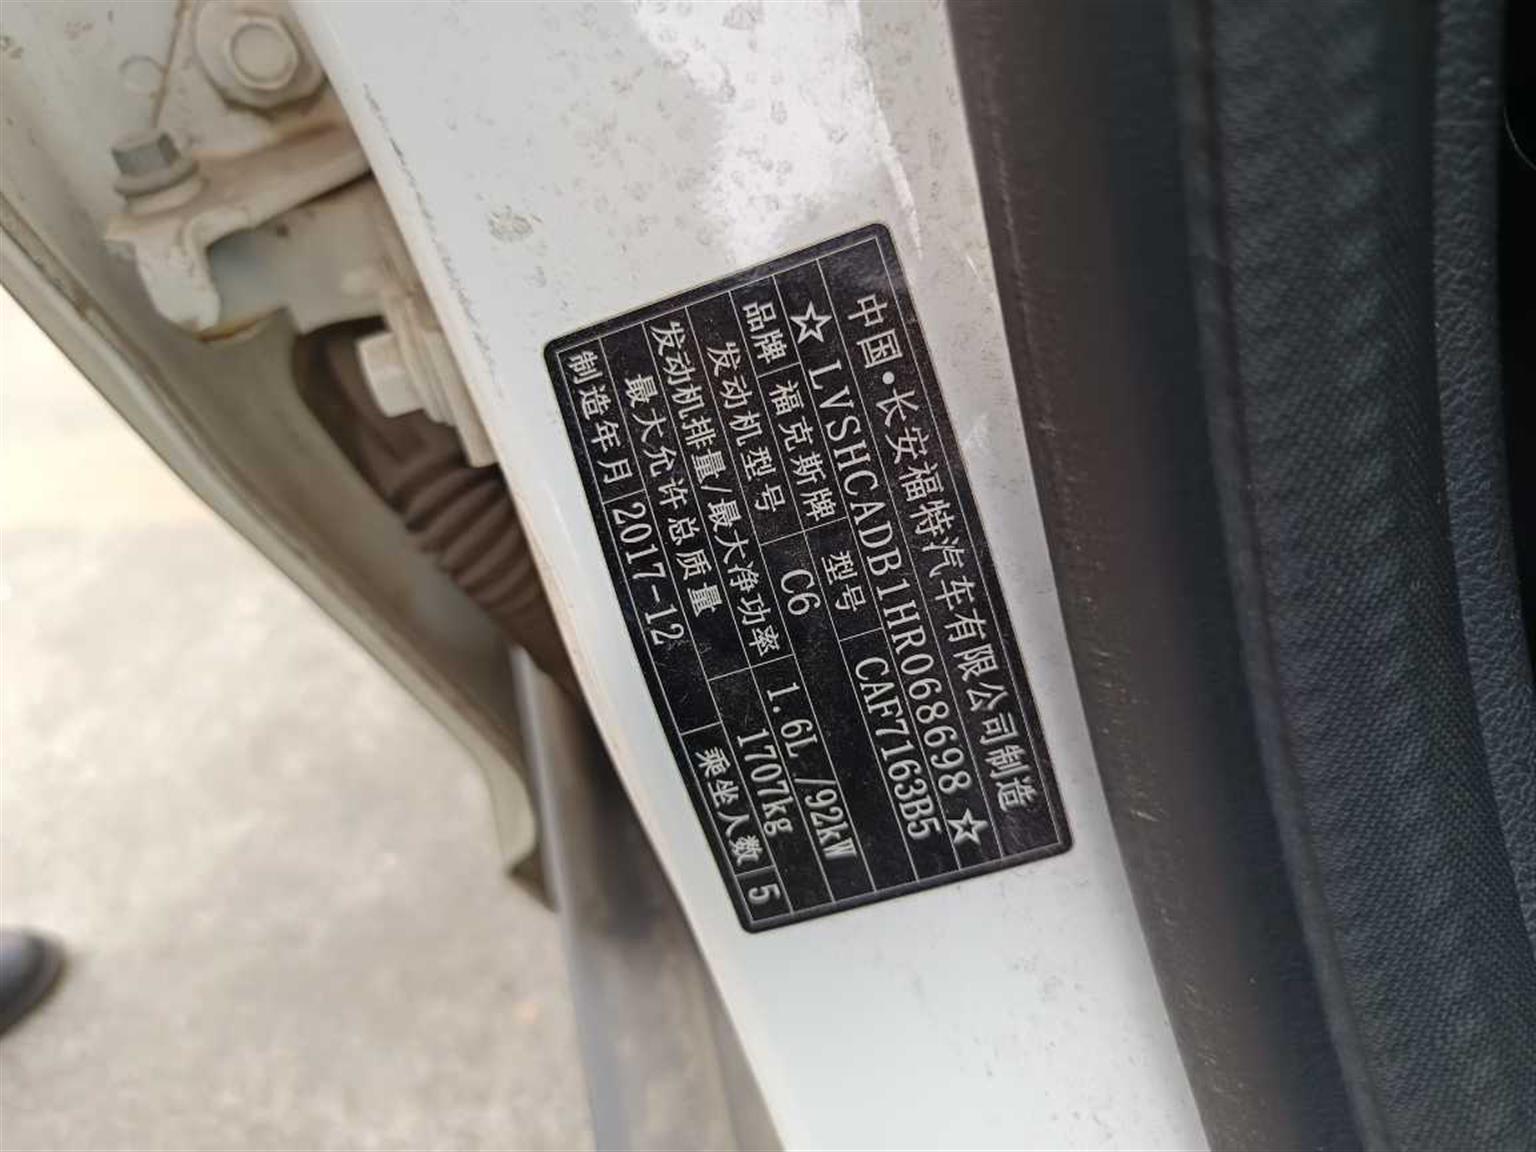 中国·长安福特汽车有限公司制造
☆ LVSHCADB1HR068698 ☆
品牌 福克斯牌 型号 CAF7163B5
发动机型号 C6
发动机排量/最大净功率 1.6L /92kW
最大允许总质量 1707kg
制造年月 2017-12 乘坐人数 5